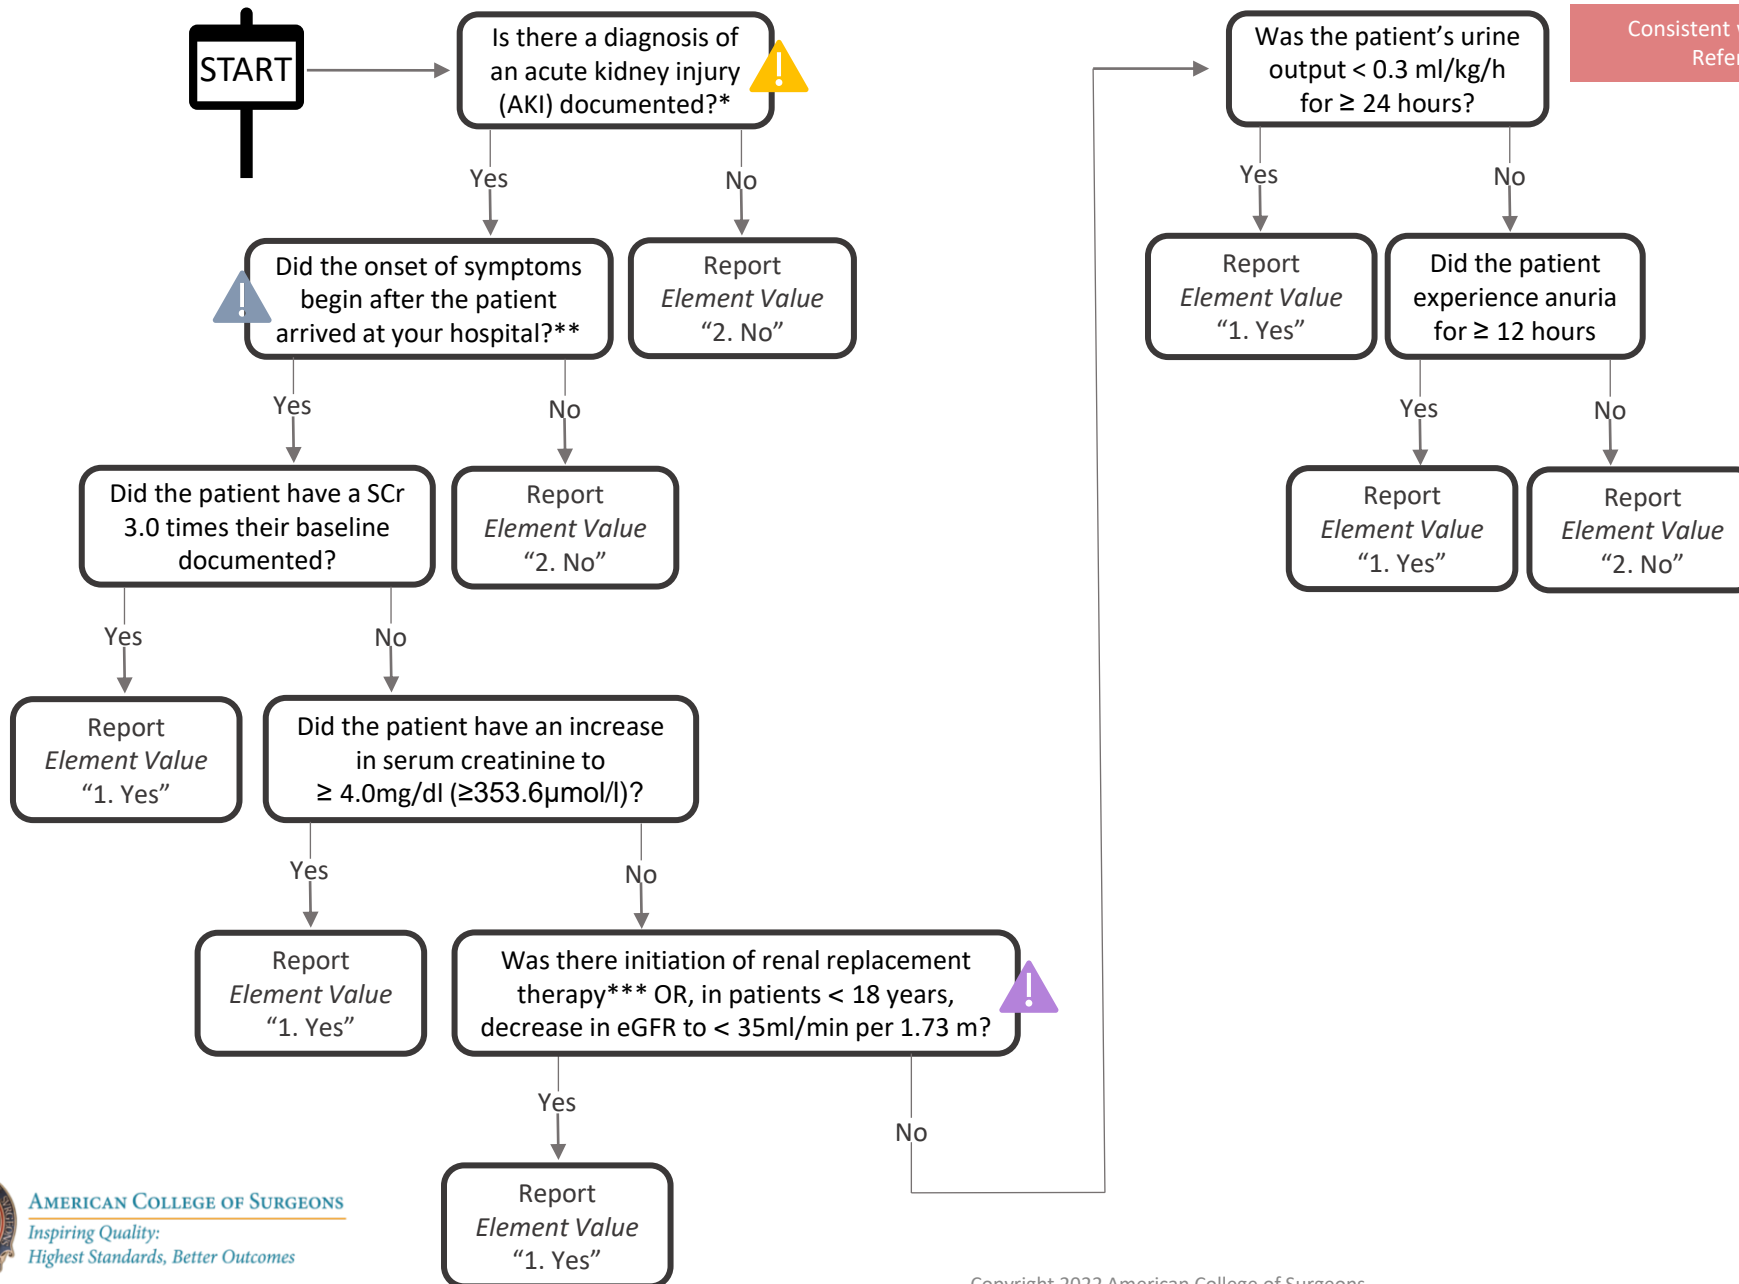 START
Is there a diagnosis of
an acute kidney injury
(AKI) documented?*
Yes
No
Did the onset of symptoms
begin after the patient
arrived at your hospital?**
Report
Element Value
“2. No”
Yes
No
Did the patient have a SCr
3.0 times their baseline
documented?
Report
Element Value
“2. No”
Yes
No
Report
Element Value
“1. Yes”
Did the patient have an increase
in serum creatinine to
≥ 4.0mg/dl (≥353.6µmol/l)?
Yes
No
Report
Element Value
“1. Yes”
Was there initiation of renal replacement
therapy*** OR, in patients < 18 years,
decrease in eGFR to < 35ml/min per 1.73 m?
Yes
No
Report
Element Value
“1. Yes”
Was the patient’s urine
output < 0.3 ml/kg/h
for ≥ 24 hours?
Yes
No
Report
Element Value
“1. Yes”
Did the patient
experience anuria
for ≥ 12 hours
Yes
No
Report
Element Value
“1. Yes”
Report
Element Value
“2. No”
Consistent
Refer
AMERICAN COLLEGE OF SURGEONS
Inspiring Quality:
Highest Standards, Better Outcomes
Copyright 2022 American College of Surgeons